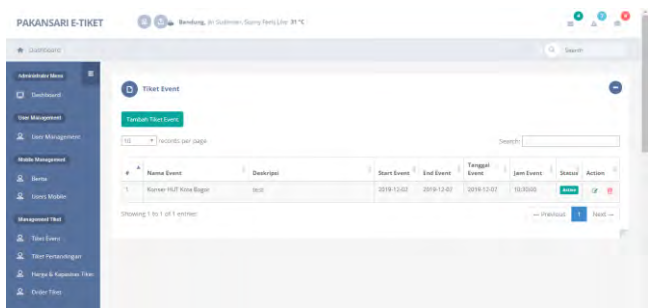 PAKANSARI E-TIKET
Bandung,
31 °C
4
Dashboard
Search
Administrator Menu
Dashboard
User Management
User Management
Mobile Management
Berita
Users Mobile
Management Tiket
Tiket Event
Tiket Pertandingan
Harga & Kapasitas Tiket
Order Tiket
Tiket Event
Tambah Tiket Event
10 records per page
Search:
# Nama Event Deskripsi Start Event End Event Tanggal Event Jam Event Status Action
1 Konser HUT Kota Bogor test 2019-12-02 2019-12-07 2019-12-07 10:30:00 Active
Showing 1 to 1 of 1 entries
← Previous 1 Next →